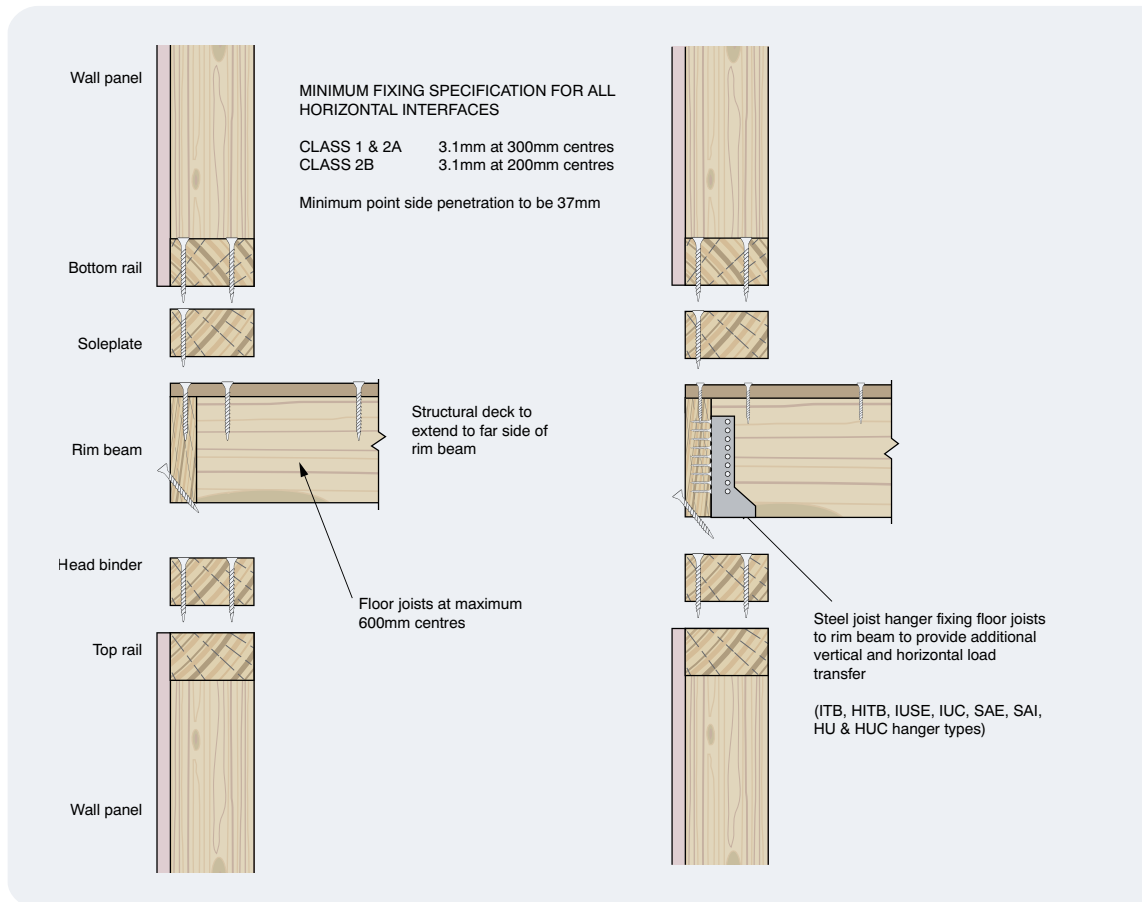 Wall panel
MINIMUM FIXING SPECIFICATION FOR ALL
HORIZONTAL INTERFACES
CLASS 1 & 2A 3.1mm at 300mm centres
CLASS 2B 3.1mm at 200mm centres
Minimum point side penetration to be 37mm
Bottom rail
Soleplate
Rim beam
Structural deck to
extend to far side of
rim beam
Head binder
Floor joists at maximum
600mm centres
Top rail
Steel joist hanger fixing floor joists
to rim beam to provide additional
vertical and horizontal load
transfer
(ITB, HITB, IUSE, IUC, SAE, SAI,
HU & HUC hanger types)
Wall panel